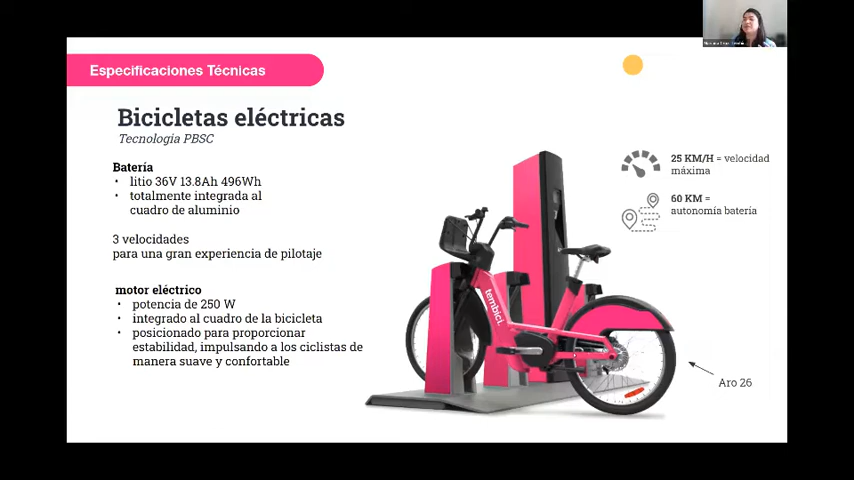 Especificaciones Técnicas
Bicicletas eléctricas
Tecnologia PBSC
Batería
• litio 36V 13.8Ah 496Wh
• totalmente integrada al
cuadro de aluminio
3 velocidades
para una gran experiencia de pilotaje
motor eléctrico
• potencia de 250 W
• integrado al cuadro de la bicicleta
• posicionado para proporcionar
estabilidad, impulsando a los ciclistas de
manera suave y confortable
25 KM/H = velocidad
máxima
60 KM =
autonomía batería
tembici.
Aro 26